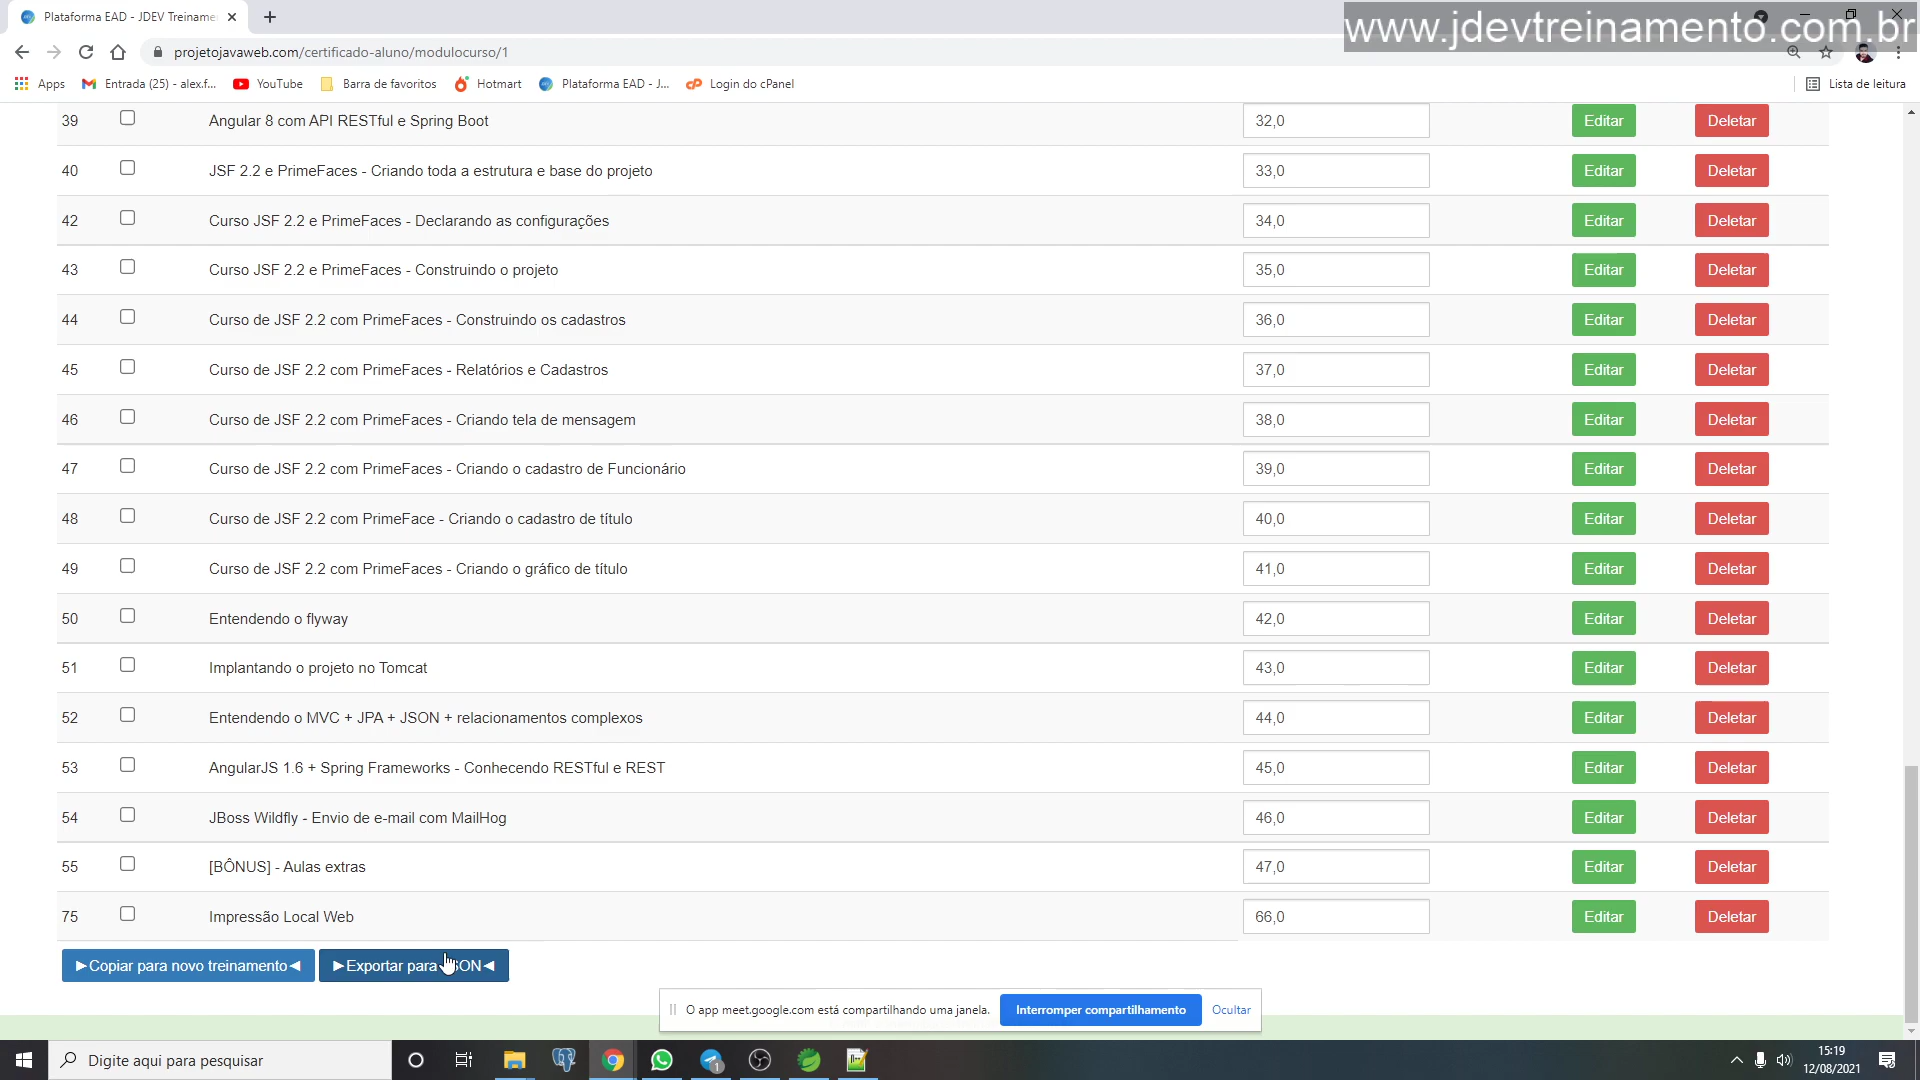 Plataforma EAD - JDEV Treiname
www.jdevtreinamento.com.br
projetojavaweb.com/certificado-aluno/modulocurso/1
Apps
Entrada (25) - alex.f...
YouTube
Barra de favoritos
Hotmart
Plataforma EAD - J...
Login do cPanel
Lista de leitura
39 Angular 8 com API RESTful e Spring Boot 32,0 Editar Deletar
40 JSF 2.2 e PrimeFaces - Criando toda a estrutura e base do projeto 33,0 Editar Deletar
42 Curso JSF 2.2 e PrimeFaces - Declarando as configurações 34,0 Editar Deletar
43 Curso JSF 2.2 e PrimeFaces - Construindo o projeto 35,0 Editar Deletar
44 Curso de JSF 2.2 com PrimeFaces - Construindo os cadastros 36,0 Editar Deletar
45 Curso de JSF 2.2 com PrimeFaces - Relatórios e Cadastros 37,0 Editar Deletar
46 Curso de JSF 2.2 com PrimeFaces - Criando tela de mensagem 38,0 Editar Deletar
47 Curso de JSF 2.2 com PrimeFaces - Criando o cadastro de Funcionário 39,0 Editar Deletar
48 Curso de JSF 2.2 com PrimeFace - Criando o cadastro de título 40,0 Editar Deletar
49 Curso de JSF 2.2 com PrimeFaces - Criando o gráfico de título 41,0 Editar Deletar
50 Entendendo o flyway 42,0 Editar Deletar
51 Implantando o projeto no Tomcat 43,0 Editar Deletar
52 Entendendo o MVC + JPA + JSON + relacionamentos complexos 44,0 Editar Deletar
53 AngularJS 1.6 + Spring Frameworks - Conhecendo RESTful e REST 45,0 Editar Deletar
54 JBoss Wildfly - Envio de e-mail com MailHog 46,0 Editar Deletar
55 [BÔNUS] - Aulas extras 47,0 Editar Deletar
75 Impressão Local Web 66,0 Editar Deletar
►Copiar para novo treinamento◄ ►Exportar para JSON◄
O app meet.google.com está compartilhando uma janela. Interromper compartilhamento Ocultar
Digite aqui para pesquisar
1
15:19
12/08/2021